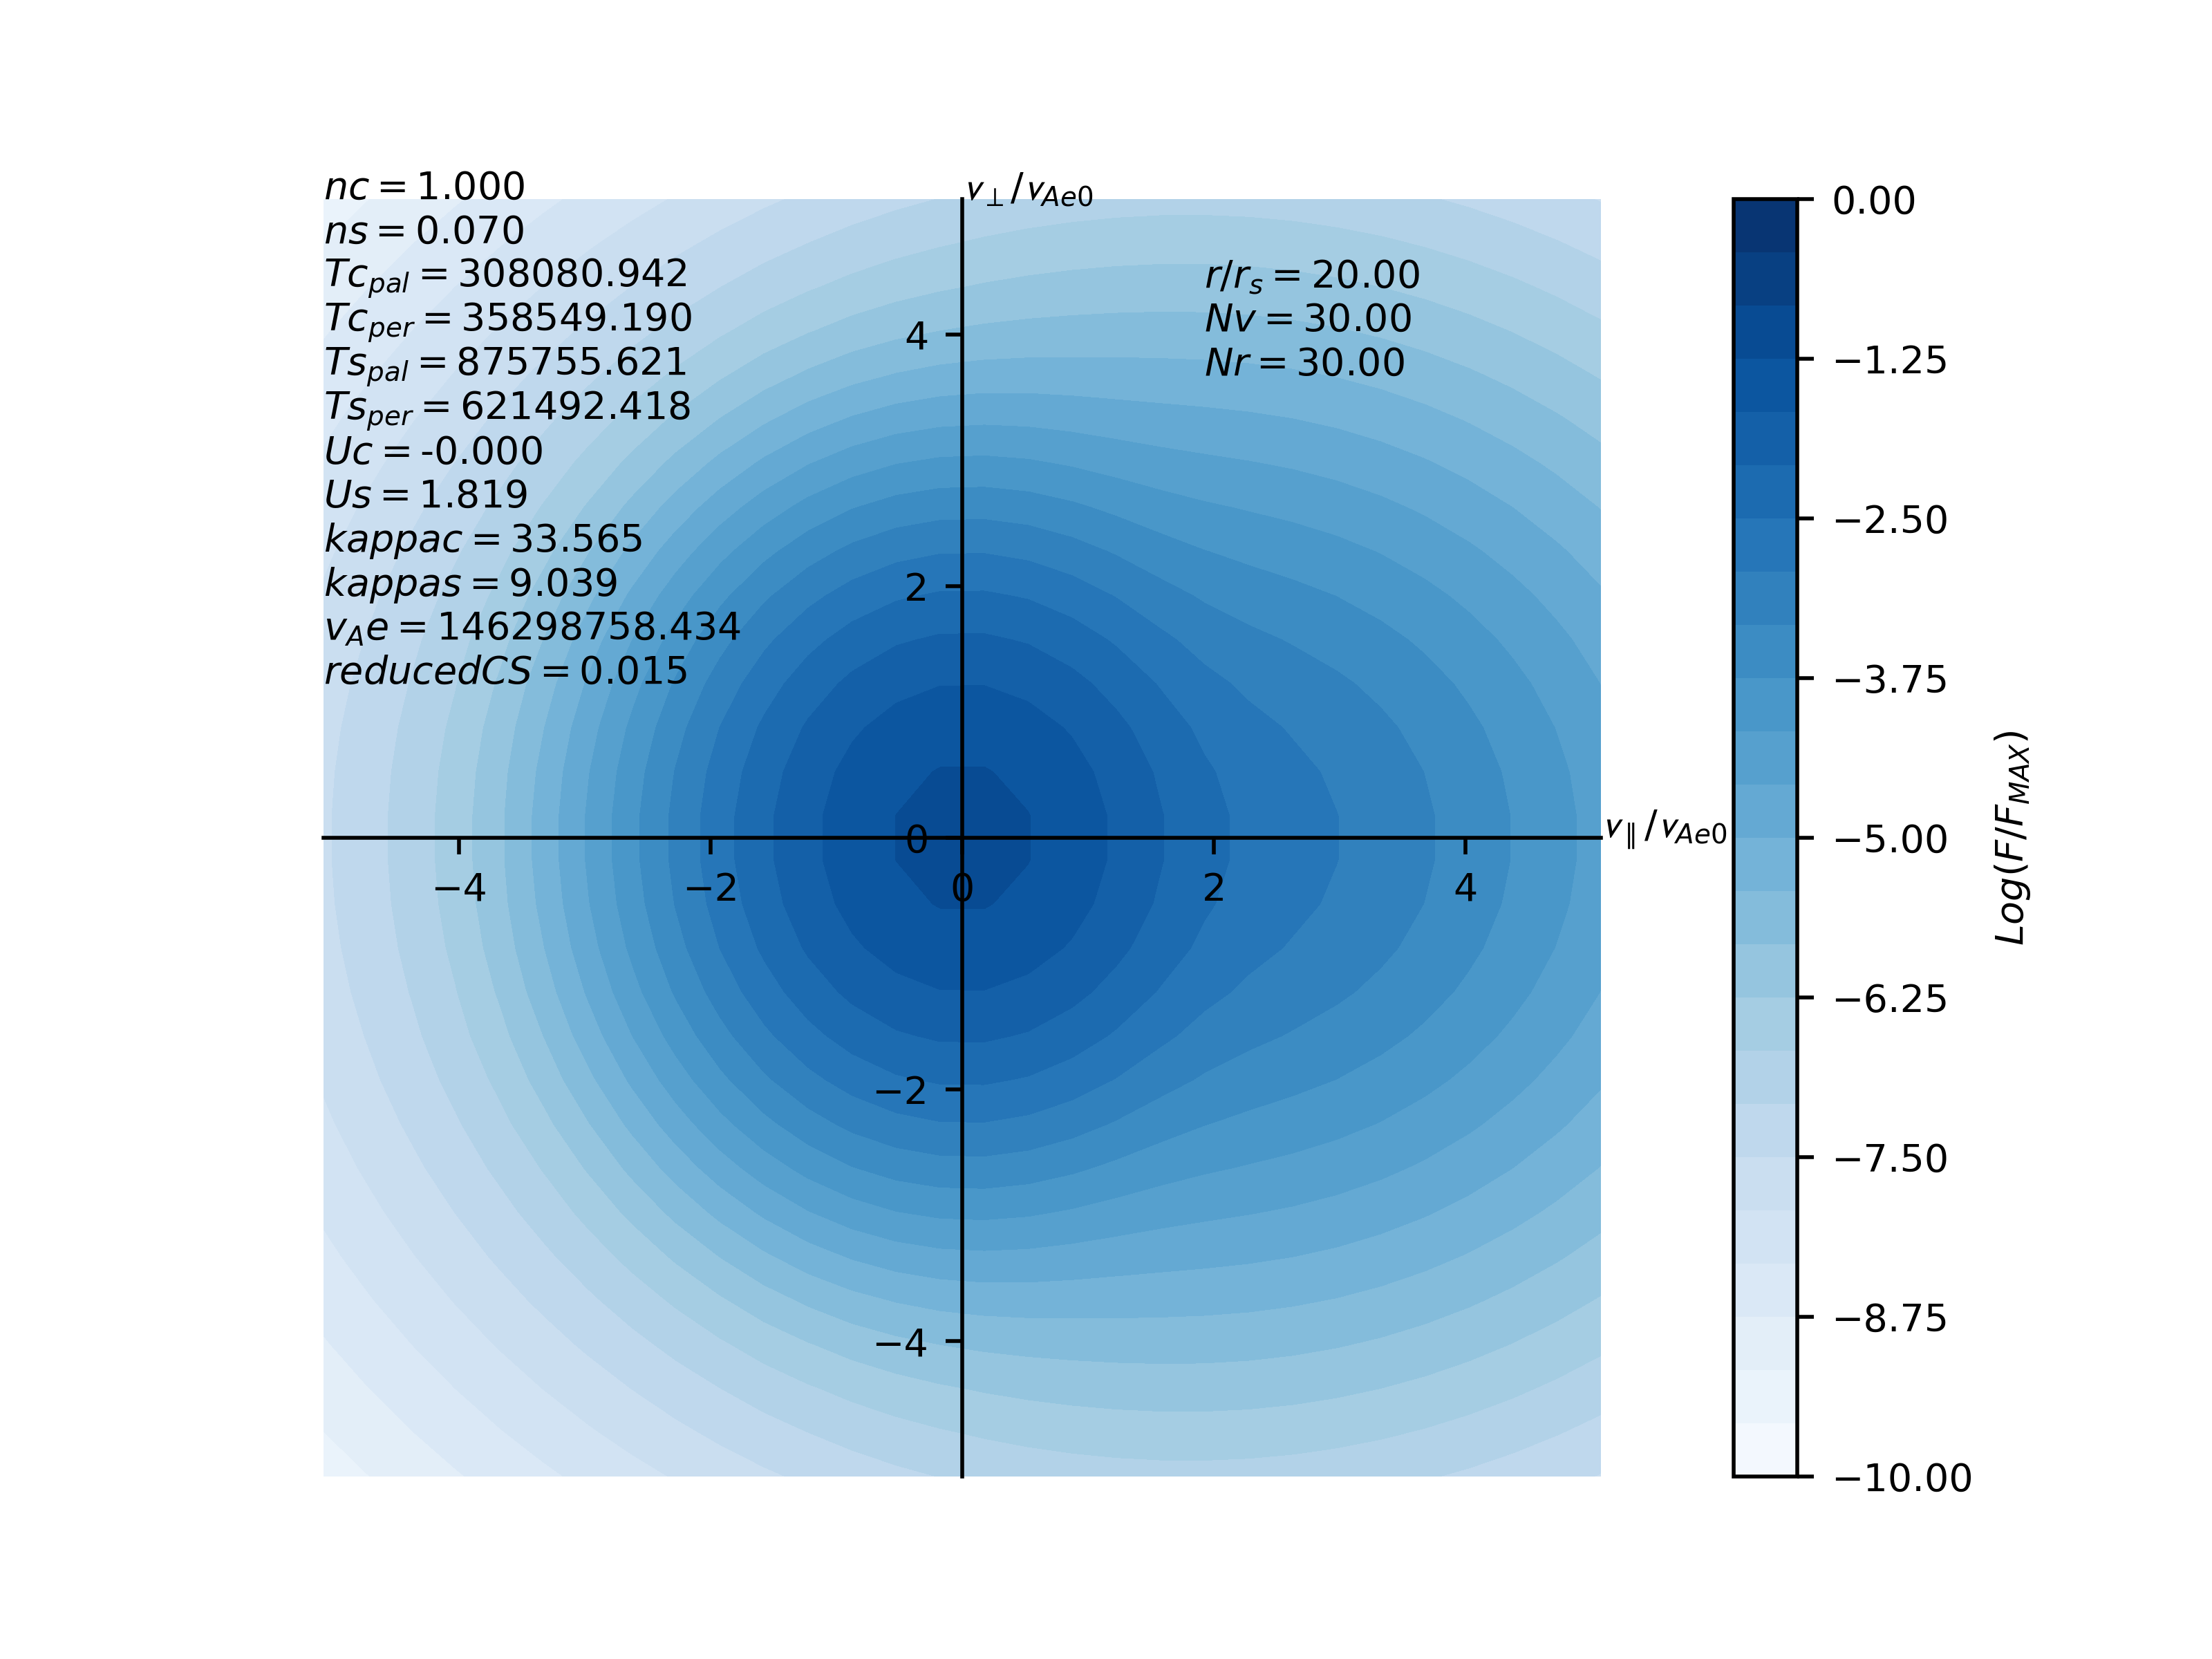 nc = 1.000
ns = 0.070
Tc_pal = 308080.942
Tc_per = 358549.190
Ts_pal = 875755.621
Ts_per = 621492.418
Uc = -0.000
Us = 1.819
kappac = 33.565
kappas = 9.039
v_Ae = 146298758.434
reducedCS = 0.015
v⊥/v_Ae0
r/r_s = 20.00
Nv = 30.00
Nr = 30.00
4
2
0
−2
−4
−4
−2
0
2
4
v∥/v_Ae0
0.00
−1.25
−2.50
−3.75
−5.00
−6.25
−7.50
−8.75
−10.00
Log(F/F_MAX)